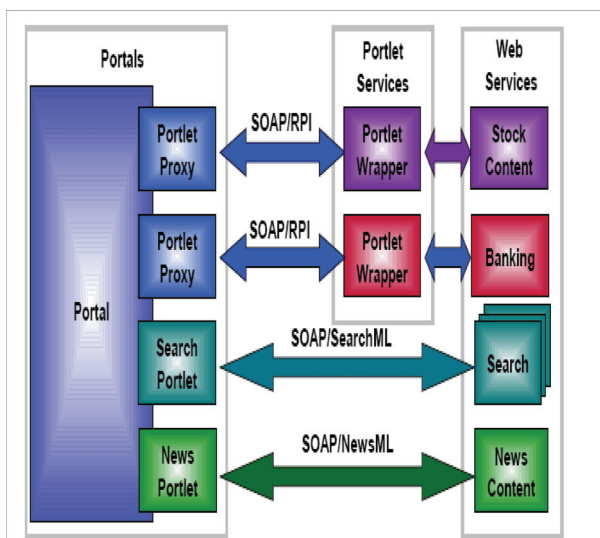 Portals
Portlet
Services
Web
Services
Portlet
Proxy
SOAP/RPI
Portlet
Wrapper
Stock
Content
Portlet
Proxy
SOAP/RPI
Portlet
Wrapper
Banking
Portal
Search
Portlet
SOAP/SearchML
Search
News
Portlet
SOAP/NewsML
News
Content